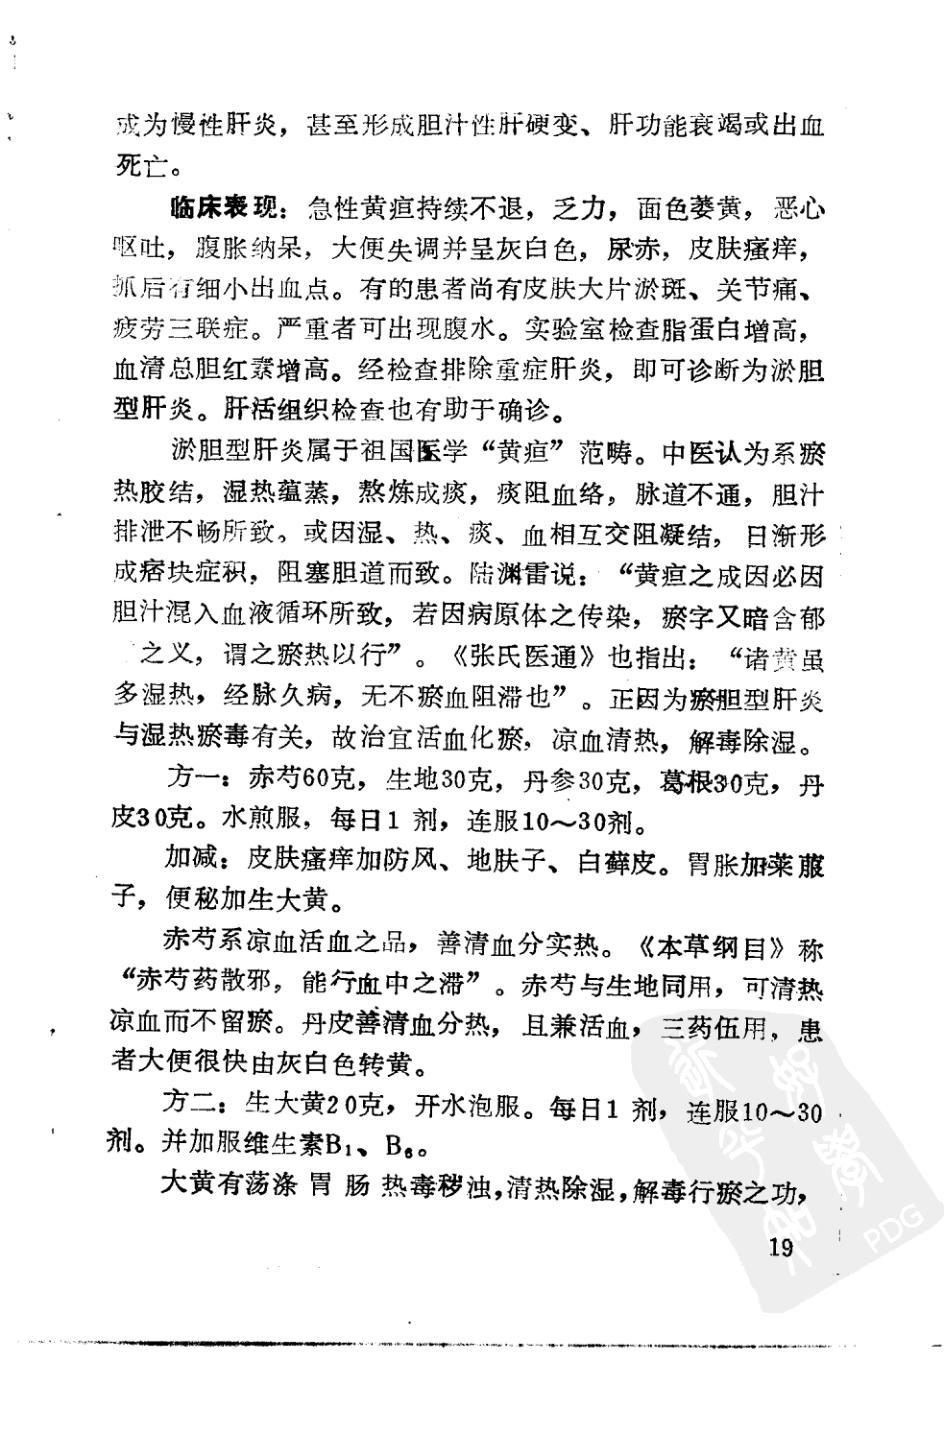 成为慢性肝炎，甚至形成胆汁性肝硬变、肝功能衰竭或出血
死亡。
临床表现：急性黄疸持续不退，乏力，面色萎黄，恶心
呕吐，腹胀纳呆，大便失调并呈灰白色，尿赤，皮肤瘙痒，
抓后有细小出血点。有的患者尚有皮肤大片淤斑、关节痛、
疲劳三联症。严重者可出现腹水。实验室检查脂蛋白增高，
血清总胆红素增高。经检查排除重症肝炎，即可诊断为淤胆
型肝炎。肝活组织检查也有助于确诊。
淤胆型肝炎属于祖国医学“黄疸”范畴。中医认为系瘀
热胶结，湿热蕴蒸，熬炼成痰，痰阻血络，脉道不通，胆汁
排泄不畅所致。或因湿、热、痰、血相互交阻凝结，日渐形
成痞块症积，阻塞胆道而致。陆渊雷说：“黄疸之成因必因
胆汁混入血液循环所致，若因病原体之传染，瘀字又暗含郁
之义，谓之瘀热以行”。《张氏医通》也指出：“诸黄虽
多湿热，经脉久病，无不瘀血阻滞也”。正因为瘀胆型肝炎
与湿热瘀毒有关，故治宜活血化瘀，凉血清热，解毒除湿。
方一：赤芍60克，生地30克，丹参30克，葛根30克，丹
皮30克。水煎服，每日1剂，连服10～30剂。
加减：皮肤瘙痒加防风、地肤子、白藓皮。胃胀加莱菔
子，便秘加生大黄。
赤芍系凉血活血之品，善清血分实热。《本草纲目》称
“赤芍药散邪，能行血中之滞”。赤芍与生地同用，可清热
凉血而不留瘀。丹皮善清血分热，且兼活血，三药伍用，患
者大便很快由灰白色转黄。
方二：生大黄20克，开水泡服。每日1剂，连服10～30
剂。并加服维生素B₁、B₆。
大黄有荡涤胃肠热毒秽浊，清热除湿，解毒行瘀之功，
19
PDG